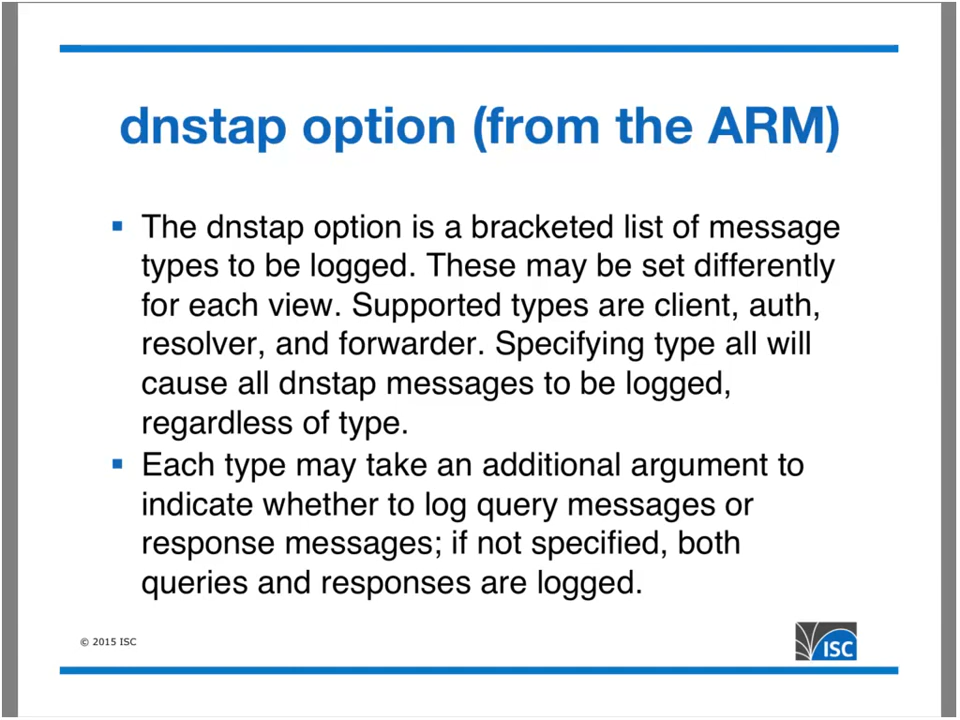 dnstap option (from the ARM)
▪ The dnstap option is a bracketed list of message
types to be logged. These may be set differently
for each view. Supported types are client, auth,
resolver, and forwarder. Specifying type all will
cause all dnstap messages to be logged,
regardless of type.
▪ Each type may take an additional argument to
indicate whether to log query messages or
response messages; if not specified, both
queries and responses are logged.
© 2015 ISC
ISC